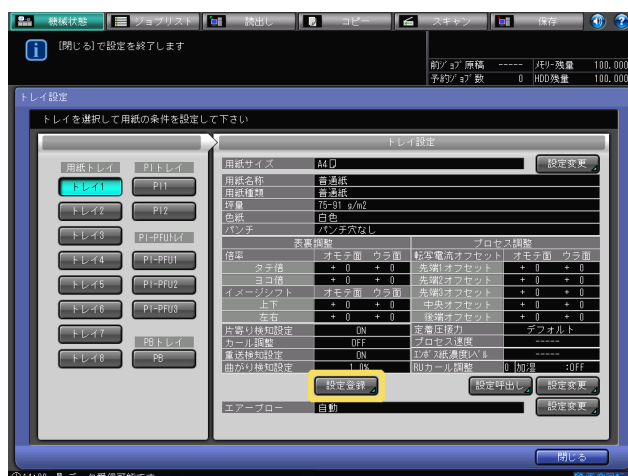 機械状態 ジョブリスト 読出し コピー スキャン 保存
[閉じる]で設定を終了します
前ｼﾞｮﾌﾞ原稿 ----- ﾒﾓﾘｰ残量 100.000
予約ｼﾞｮﾌﾞ数 0 HDD残量 100.000
トレイ設定
トレイを選択して用紙の条件を設定して下さい
用紙トレイ PIトレイ
トレイ1 PI1
トレイ2 PI2
トレイ3 PI-PFUﾄﾚｲ
トレイ4 PI-PFU1
トレイ5 PI-PFU2
トレイ6 PI-PFU3
トレイ7 PBトレイ
トレイ8 PB
トレイ設定
用紙サイズ A4 設定変更
用紙名称 普通紙
用紙種類 普通紙
坪量 75-91 g/m2
色紙 白色
パンチ パンチ穴なし
表裏調整 プロセス調整
倍率 オモテ面 ウラ面 転写電流オフセット オモテ面 ウラ面
タテ倍 + 0 + 0 先端1オフセット + 0 + 0
ヨコ倍 + 0 + 0 先端2オフセット + 0 + 0
イメージシフト オモテ面 ウラ面 先端3オフセット + 0 + 0
上下 + 0 + 0 中央オフセット + 0 + 0
左右 + 0 + 0 後端オフセット + 0 + 0
片寄り検知設定 ON 定着圧接力 デフォルト
カール調整 OFF プロセス速度 -----
重送検知設定 ON ｴﾝﾎﾞｽ紙濃度ﾚﾍﾞﾙ -----
曲がり検知設定 1.0% RUカール調整 0 加湿 :OFF
設定登録 設定呼出し 設定変更
エアーブロー 自動 設定変更
閉じる
データ受信可能です